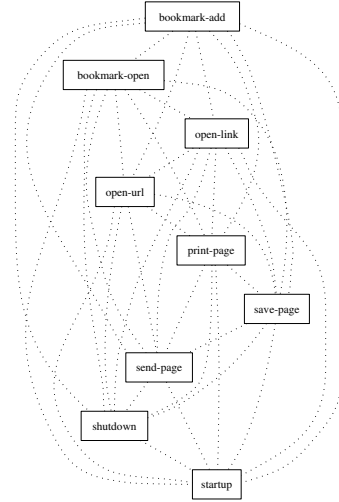 bookmark-add
bookmark-open
open-link
open-url
print-page
save-page
send-page
shutdown
startup